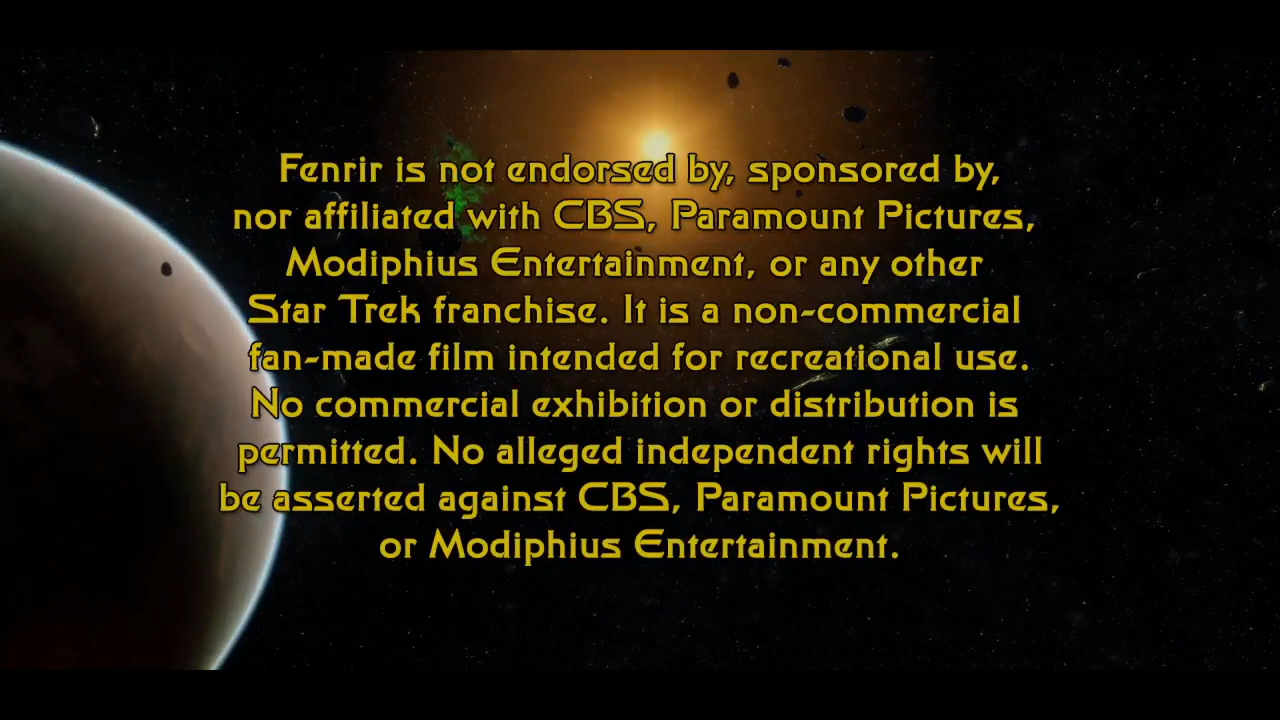 Fenrir is not endorsed by, sponsored by,
nor affiliated with CBS, Paramount Pictures,
Modiphius Entertainment, or any other
Star Trek franchise. It is a non-commercial
fan-made film intended for recreational use.
No commercial exhibition or distribution is
permitted. No alleged independent rights will
be asserted against CBS, Paramount Pictures,
or Modiphius Entertainment.